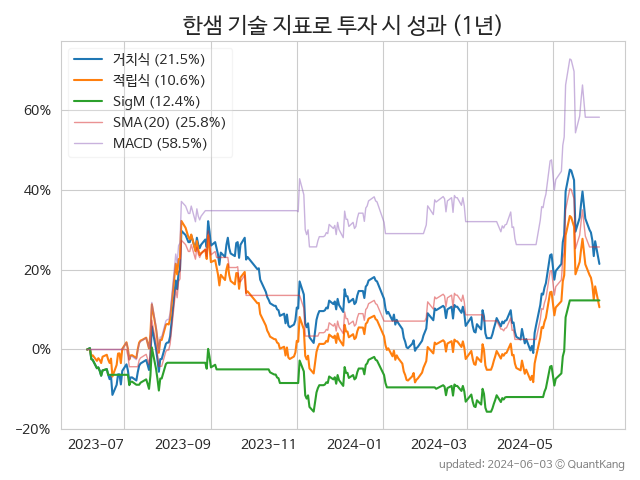 한샘 기술 지표로 투자 시 성과 (1년)
거치식 (21.5%)
적립식 (10.6%)
SigM (12.4%)
SMA(20) (25.8%)
MACD (58.5%)
60%
40%
20%
0%
−20%
2023-07
2023-09
2023-11
2024-01
2024-03
2024-05
updated: 2024-06-03 ⓒ QuantKang